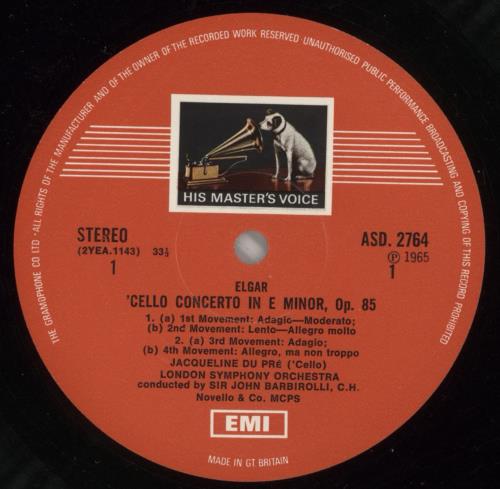 THE GRAMOPHONE CO LTD · ALL RIGHTS OF THE MANUFACTURER AND OF THE OWNER OF THE RECORDED WORK RESERVED · UNAUTHORISED PUBLIC PERFORMANCE BROADCASTING AND COPYING OF THIS RECORD PROHIBITED
HIS MASTER'S VOICE
STEREO
(2YEA.1143) 33⅓
1
ASD. 2764
Ⓟ 1965
1
ELGAR
'CELLO CONCERTO IN E MINOR, Op. 85
1. (a) 1st Movement: Adagio—Moderato;
(b) 2nd Movement: Lento—Allegro molto
2. (a) 3rd Movement: Adagio;
(b) 4th Movement: Allegro, ma non troppo
JACQUELINE DU PRÉ ('Cello)
LONDON SYMPHONY ORCHESTRA
conducted by SIR JOHN BARBIROLLI, C.H.
Novello & Co. MCPS
EMI
MADE IN GT BRITAIN